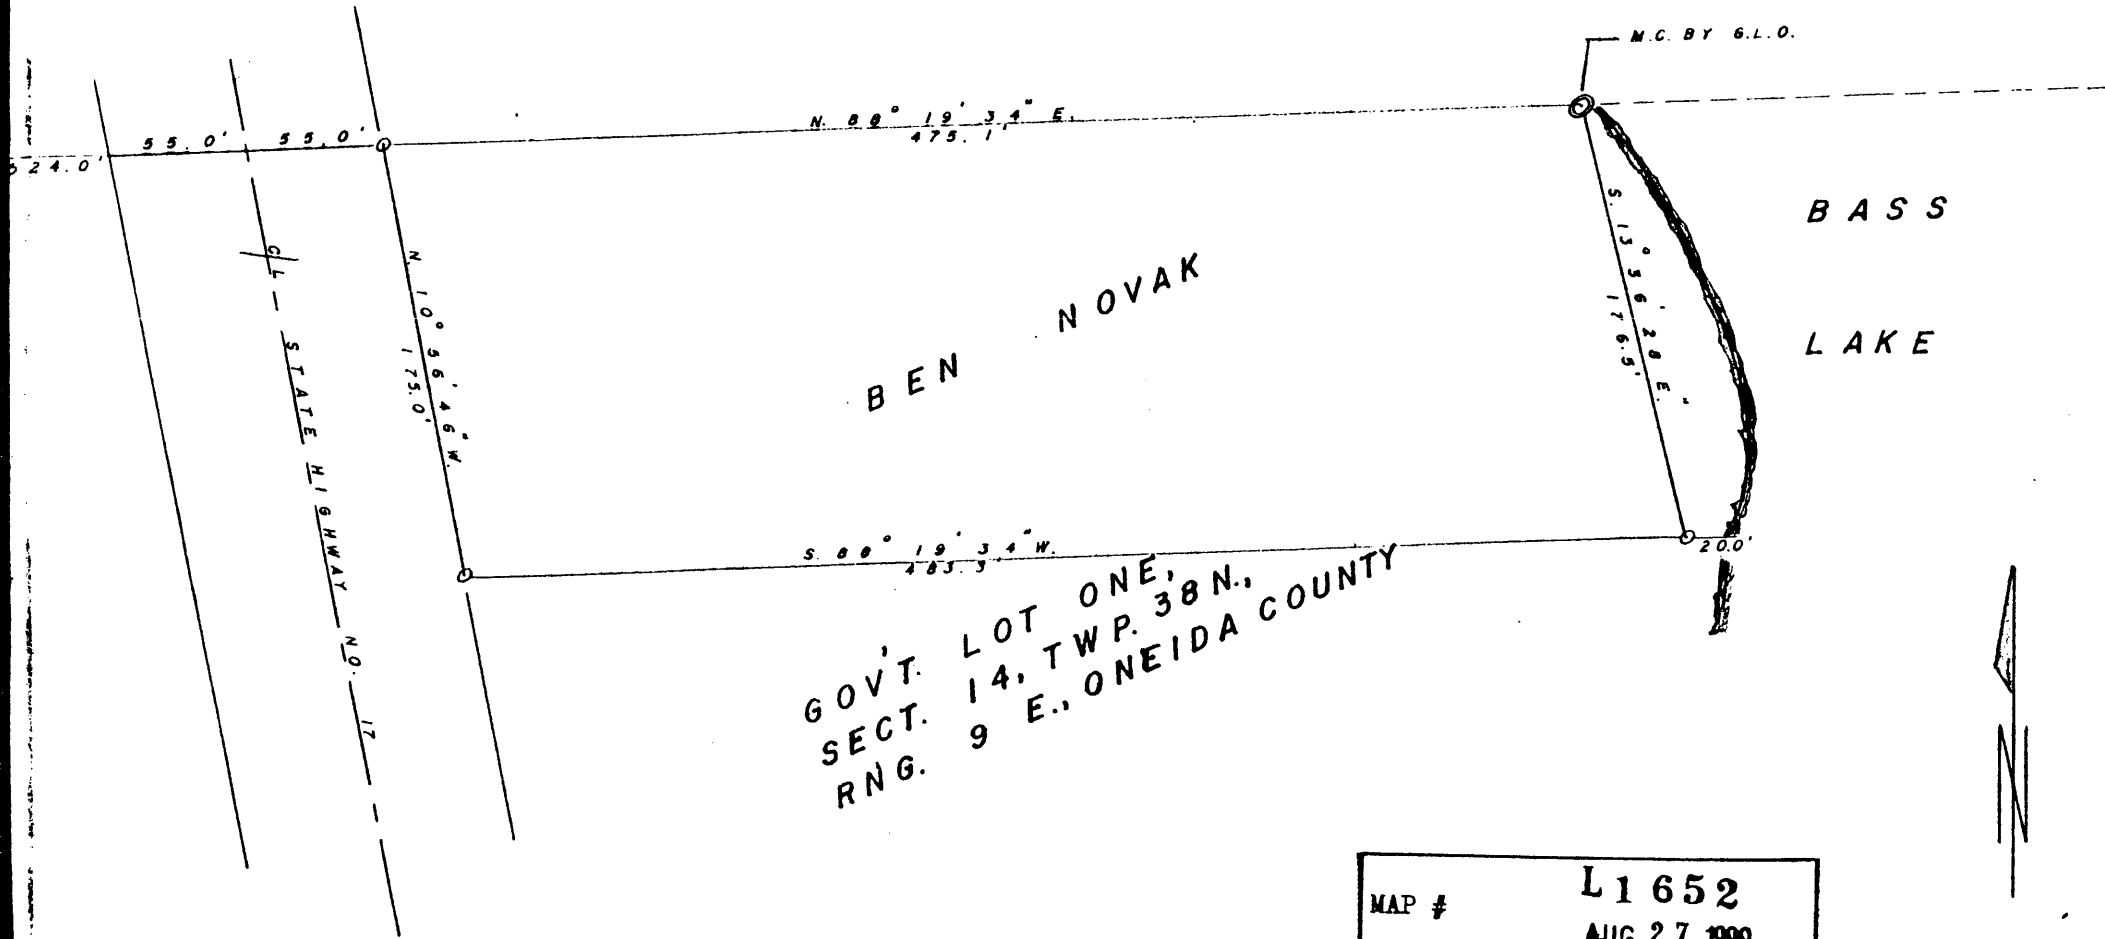 M.C. BY G.L.O.
N. 88° 19' 34" E.
475.1'
55.0' 55.0'
24.0'
BASS
LAKE
S. 13° 36' 28" E.
176.5'
N. 10° 56' 46" W.
175.0'
CL - STATE HIGHWAY NO. 17
BEN NOVAK
S. 88° 19' 34" W.
483.3'
20.0'
GOV'T. LOT ONE,
SECT. 14, TWP. 38 N.,
RNG. 9 E., ONEIDA COUNTY
N
MAP # L1652
AUG 27